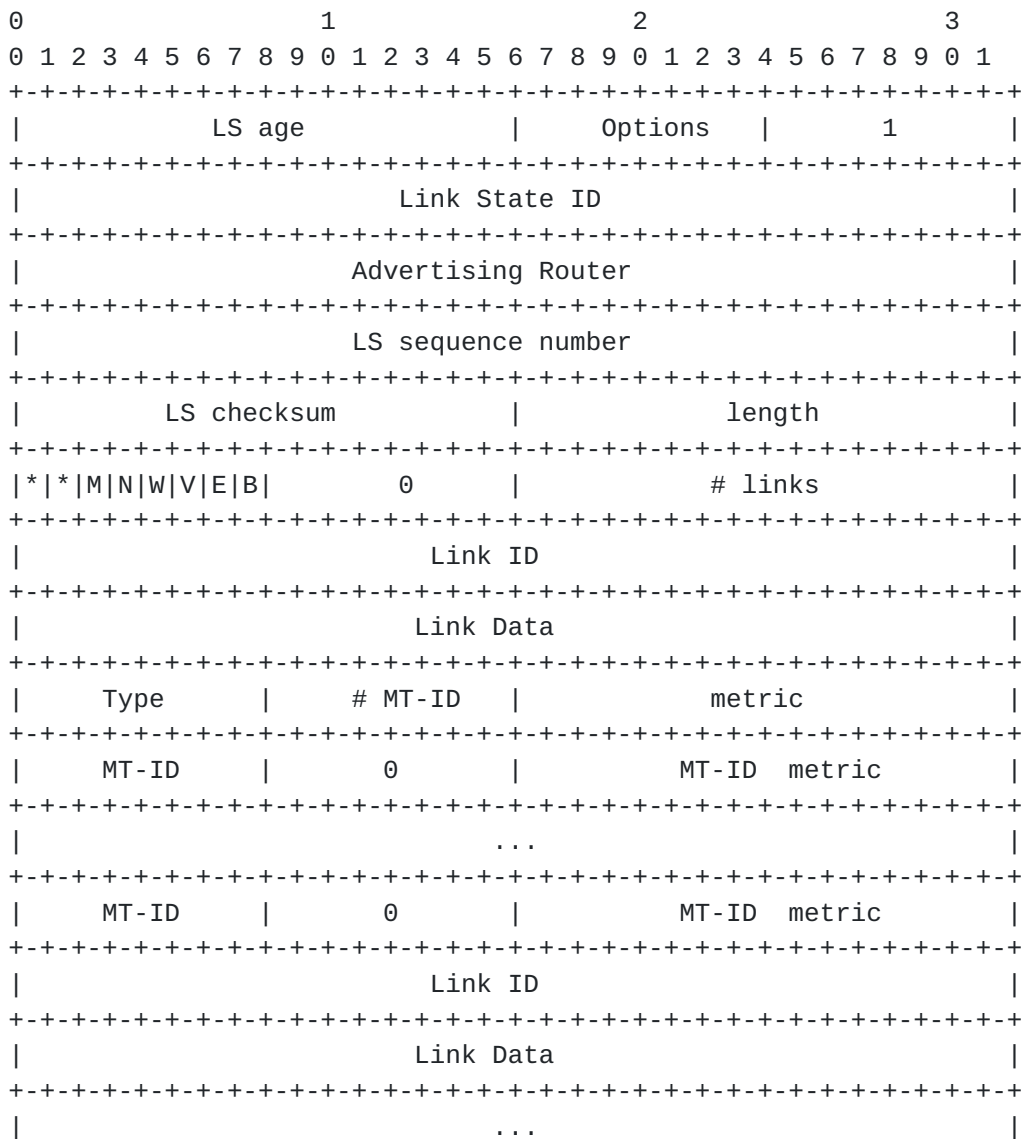 0                   1                   2                   3
0 1 2 3 4 5 6 7 8 9 0 1 2 3 4 5 6 7 8 9 0 1 2 3 4 5 6 7 8 9 0 1
+-+-+-+-+-+-+-+-+-+-+-+-+-+-+-+-+-+-+-+-+-+-+-+-+-+-+-+-+-+-+-+-+
|            LS age             |     Options   |       1       |
+-+-+-+-+-+-+-+-+-+-+-+-+-+-+-+-+-+-+-+-+-+-+-+-+-+-+-+-+-+-+-+-+
|                        Link State ID                          |
+-+-+-+-+-+-+-+-+-+-+-+-+-+-+-+-+-+-+-+-+-+-+-+-+-+-+-+-+-+-+-+-+
|                     Advertising Router                        |
+-+-+-+-+-+-+-+-+-+-+-+-+-+-+-+-+-+-+-+-+-+-+-+-+-+-+-+-+-+-+-+-+
|                     LS sequence number                        |
+-+-+-+-+-+-+-+-+-+-+-+-+-+-+-+-+-+-+-+-+-+-+-+-+-+-+-+-+-+-+-+-+
|         LS checksum           |             length            |
+-+-+-+-+-+-+-+-+-+-+-+-+-+-+-+-+-+-+-+-+-+-+-+-+-+-+-+-+-+-+-+-+
|*|*|M|N|W|V|E|B|        0      |            # links            |
+-+-+-+-+-+-+-+-+-+-+-+-+-+-+-+-+-+-+-+-+-+-+-+-+-+-+-+-+-+-+-+-+
|                          Link ID                              |
+-+-+-+-+-+-+-+-+-+-+-+-+-+-+-+-+-+-+-+-+-+-+-+-+-+-+-+-+-+-+-+-+
|                         Link Data                             |
+-+-+-+-+-+-+-+-+-+-+-+-+-+-+-+-+-+-+-+-+-+-+-+-+-+-+-+-+-+-+-+-+
|     Type      |     # MT-ID   |            metric             |
+-+-+-+-+-+-+-+-+-+-+-+-+-+-+-+-+-+-+-+-+-+-+-+-+-+-+-+-+-+-+-+-+
|     MT-ID     |       0       |          MT-ID  metric        |
+-+-+-+-+-+-+-+-+-+-+-+-+-+-+-+-+-+-+-+-+-+-+-+-+-+-+-+-+-+-+-+-+
|                              ...                              |
+-+-+-+-+-+-+-+-+-+-+-+-+-+-+-+-+-+-+-+-+-+-+-+-+-+-+-+-+-+-+-+-+
|     MT-ID     |       0       |          MT-ID  metric        |
+-+-+-+-+-+-+-+-+-+-+-+-+-+-+-+-+-+-+-+-+-+-+-+-+-+-+-+-+-+-+-+-+
|                          Link ID                              |
+-+-+-+-+-+-+-+-+-+-+-+-+-+-+-+-+-+-+-+-+-+-+-+-+-+-+-+-+-+-+-+-+
|                         Link Data                             |
+-+-+-+-+-+-+-+-+-+-+-+-+-+-+-+-+-+-+-+-+-+-+-+-+-+-+-+-+-+-+-+-+
|                              ...                              |